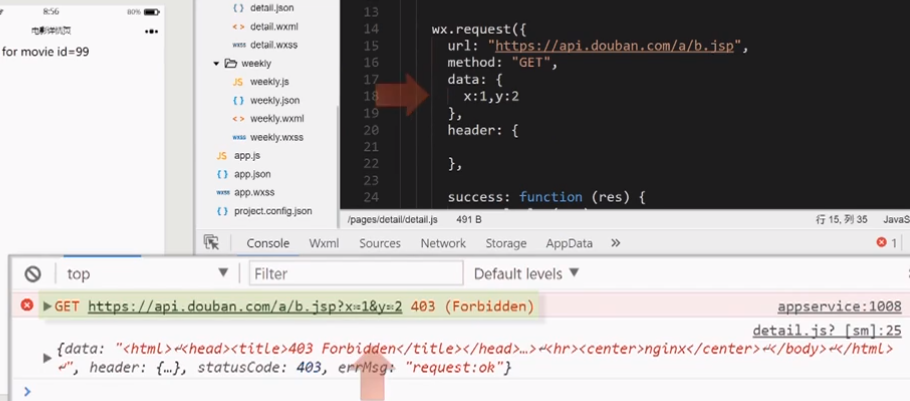 8:56
80%
电影详情页
for movie id=99
detail.json
detail.wxml
detail.wxss
weekly
weekly.js
weekly.json
weekly.wxml
weekly.wxss
app.js
app.json
app.wxss
project.config.json
13
14 wx.request({
15 url: "https://api.douban.com/a/b.jsp",
16 method: "GET",
17 data: {
18 x:1,y:2
19 },
20 header: {
21
22 },
23
24 success: function (res) {
/pages/detail/detail.js 491 B 行 15, 列 35 JavaS
Console Wxml Sources Network Storage AppData » 1
top Filter Default levels
GET https://api.douban.com/a/b.jsp?x=1&y=2 403 (Forbidden) appservice:1008
detail.js? [sm]:25
{data: "<html>↵<head><title>403 Forbidden</title></head>…>↵<hr><center>nginx</center>↵</body>↵</html>
↵", header: {…}, statusCode: 403, errMsg: "request:ok"}